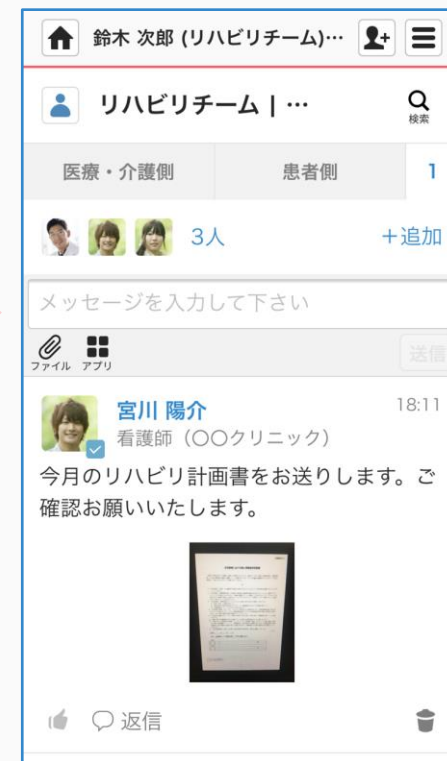 鈴木 次郎 (リハビリチーム)…
リハビリチーム | …
検索
医療・介護側
患者側
1
3人
+追加
メッセージを入力して下さい
ファイル
アプリ
送信
宮川 陽介
18:11
看護師（〇〇クリニック）
今月のリハビリ計画書をお送りします。ご
確認お願いいたします。
返信